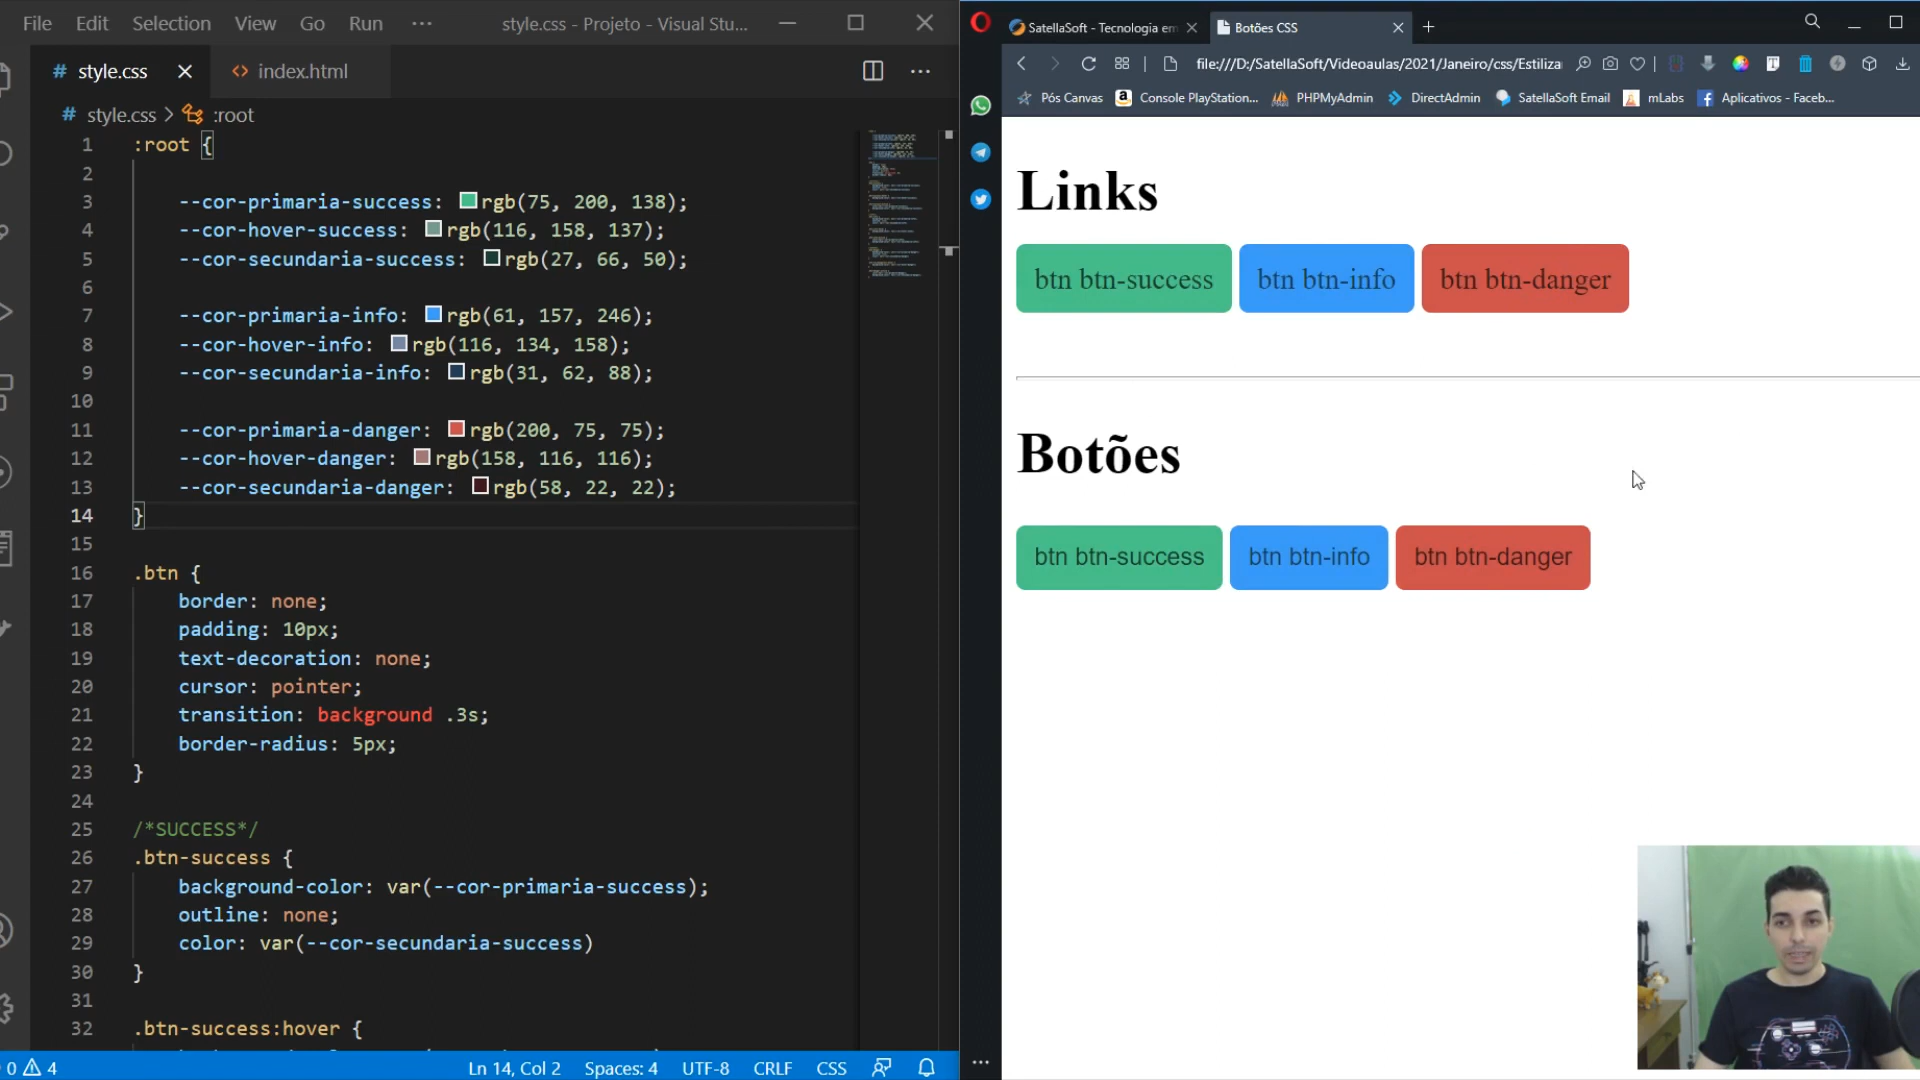 File Edit Selection View Go Run ··· style.css - Projeto - Visual Stu...
# style.css index.html
# style.css > :root
1 :root {
2
3 --cor-primaria-success: rgb(75, 200, 138);
4 --cor-hover-success: rgb(116, 158, 137);
5 --cor-secundaria-success: rgb(27, 66, 50);
6
7 --cor-primaria-info: rgb(61, 157, 246);
8 --cor-hover-info: rgb(116, 134, 158);
9 --cor-secundaria-info: rgb(31, 62, 88);
10
11 --cor-primaria-danger: rgb(200, 75, 75);
12 --cor-hover-danger: rgb(158, 116, 116);
13 --cor-secundaria-danger: rgb(58, 22, 22);
14 }
15
16 .btn {
17 border: none;
18 padding: 10px;
19 text-decoration: none;
20 cursor: pointer;
21 transition: background .3s;
22 border-radius: 5px;
23 }
24
25 /*SUCCESS*/
26 .btn-success {
27 background-color: var(--cor-primaria-success);
28 outline: none;
29 color: var(--cor-secundaria-success)
30 }
31
32 .btn-success:hover {
0 4 Ln 14, Col 2 Spaces: 4 UTF-8 CRLF CSS
SatellaSoft - Tecnologia em Botões CSS
file:///D:/SatellaSoft/Videoaulas/2021/Janeiro/css/Estiliza
Pós Canvas Console PlayStation... PHPMyAdmin DirectAdmin SatellaSoft Email mLabs Aplicativos - Faceb...
Links
btn btn-success btn btn-info btn btn-danger
Botões
btn btn-success btn btn-info btn btn-danger